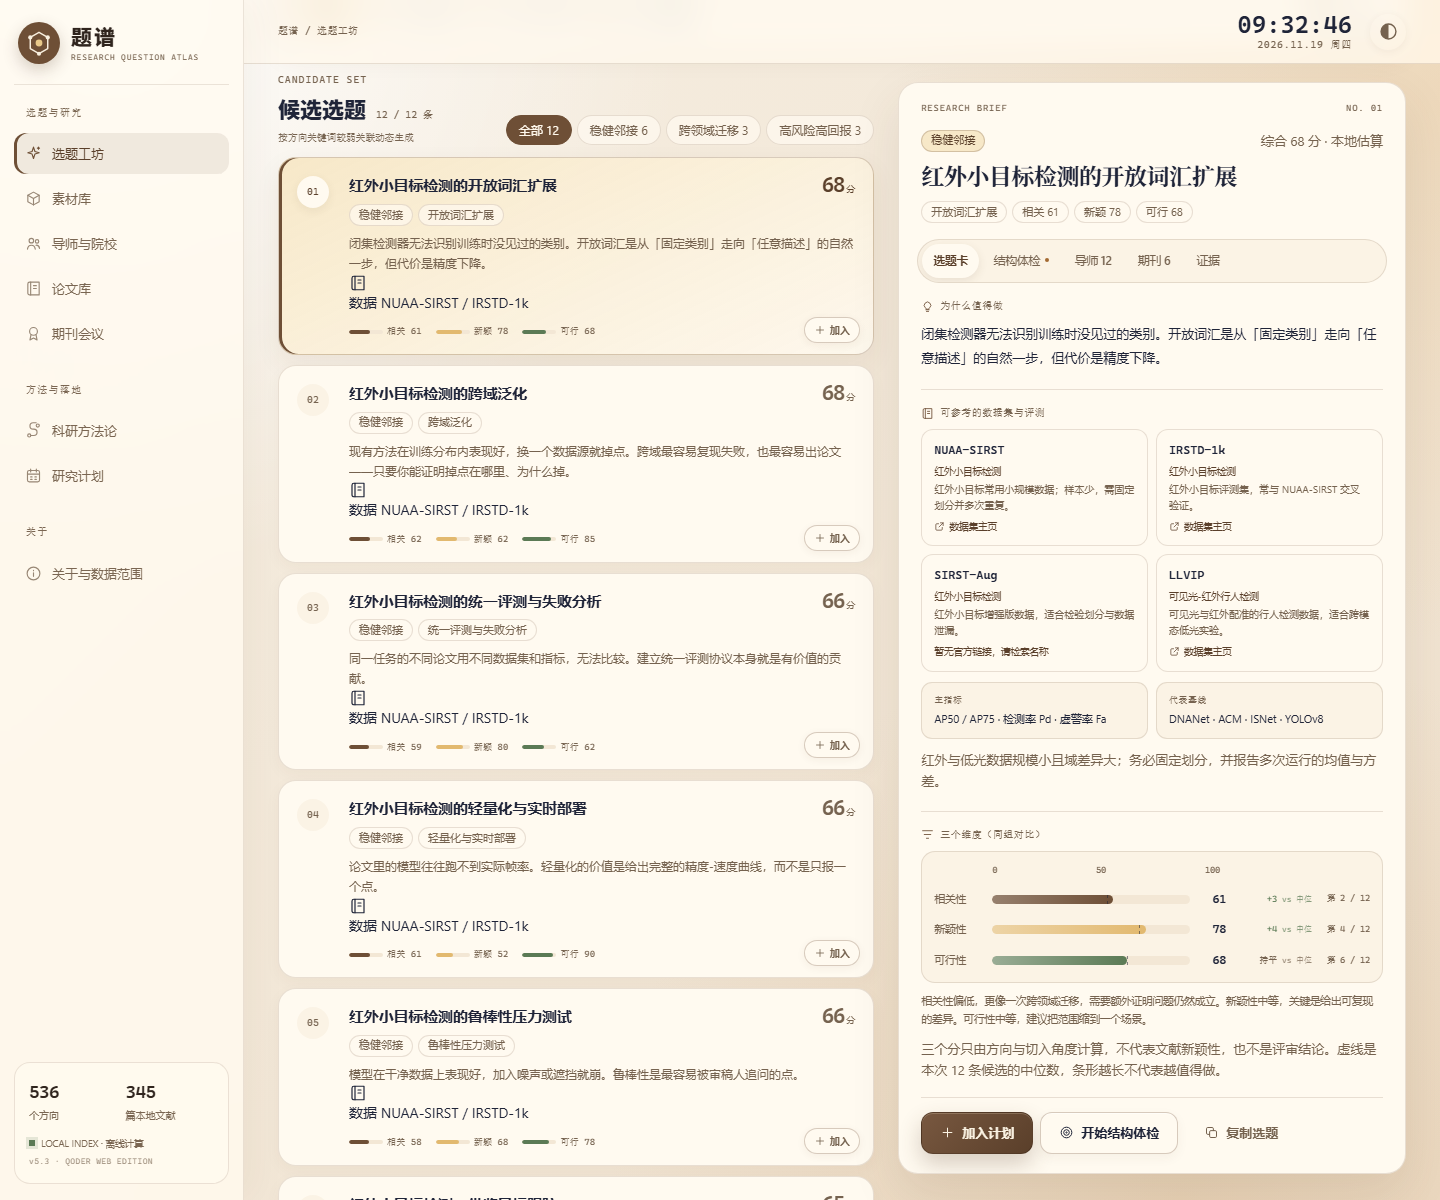 题谱
RESEARCH QUESTION ATLAS
选题与研究
选题工坊
素材库
导师与院校
论文库
期刊会议
方法与落地
科研方法论
研究计划
关于
关于与数据范围
536
个方向
345
篇本地文献
LOCAL INDEX · 离线计算
v5.3 · QODER WEB EDITION
题谱 / 选题工坊
09:32:46
2026.11.19 周四
CANDIDATE SET
候选选题 12 / 12 条
按方向关键词较弱关联动态生成
全部 12
稳健邻接 6
跨领域迁移 3
高风险高回报 3
01
红外小目标检测的开放词汇扩展
68分
稳健邻接
开放词汇扩展
闭集检测器无法识别训练时没见过的类别。开放词汇是从「固定类别」走向「任意描述」的自然
一步，但代价是精度下降。
数据 NUAA-SIRST / IRSTD-1k
相关 61
新颖 78
可行 68
加入
02
红外小目标检测的跨域泛化
68分
稳健邻接
跨域泛化
现有方法在训练分布内表现好，换一个数据源就掉点。跨域最容易复现失败，也最容易出论文
——只要你能证明掉点在哪里、为什么掉。
数据 NUAA-SIRST / IRSTD-1k
相关 62
新颖 62
可行 85
加入
03
红外小目标检测的统一评测与失败分析
66分
稳健邻接
统一评测与失败分析
同一任务的不同论文用不同数据集和指标，无法比较。建立统一评测协议本身就是有价值的贡
献。
数据 NUAA-SIRST / IRSTD-1k
相关 59
新颖 80
可行 62
加入
04
红外小目标检测的轻量化与实时部署
66分
稳健邻接
轻量化与实时部署
论文里的模型往往跑不到实际帧率。轻量化的价值是给出完整的精度-速度曲线，而不是只报一
个点。
数据 NUAA-SIRST / IRSTD-1k
相关 61
新颖 52
可行 90
加入
05
红外小目标检测的鲁棒性压力测试
66分
稳健邻接
鲁棒性压力测试
模型在干净数据上表现好，加入噪声或遮挡就崩。鲁棒性是最容易被审稿人追问的点。
数据 NUAA-SIRST / IRSTD-1k
相关 58
新颖 68
可行 78
加入
RESEARCH BRIEF
NO. 01
稳健邻接
综合 68 分 · 本地估算
红外小目标检测的开放词汇扩展
开放词汇扩展
相关 61
新颖 78
可行 68
选题卡
结构体检
导师 12
期刊 6
证据
为什么值得做
闭集检测器无法识别训练时没见过的类别。开放词汇是从「固定类别」走向「任
意描述」的自然一步，但代价是精度下降。
可参考的数据集与评测
NUAA-SIRST
红外小目标检测
红外小目标常用小规模数据；样本少，需固定
划分并多次重复。
数据集主页
IRSTD-1k
红外小目标检测
红外小目标评测集，常与 NUAA-SIRST 交叉
验证。
数据集主页
SIRST-Aug
红外小目标检测
红外小目标增强版数据，适合检验划分与数据
泄漏。
暂无官方链接，请检索名称
LLVIP
可见光-红外行人检测
可见光与红外配准的行人检测数据，适合跨模
态低光实验。
数据集主页
主指标
AP50 / AP75 · 检测率 Pd · 虚警率 Fa
代表基线
DNANet · ACM · ISNet · YOLOv8
红外与低光数据规模小且域差异大；务必固定划分，并报告多次运行的均值与方
差。
三个维度（同组对比）
0 50 100
相关性 61 +3 vs 中位 第 2 / 12
新颖性 78 +4 vs 中位 第 4 / 12
可行性 68 持平 vs 中位 第 6 / 12
相关性偏低，更像一次跨领域迁移，需要额外证明问题仍然成立。新颖性中等，关键是给出可复现
的差异。可行性中等，建议把范围缩到一个场景。
三个分只由方向与切入角度计算，不代表文献新颖性，也不是评审结论。虚线是
本次 12 条候选的中位数，条形越长不代表越值得做。
加入计划
开始结构体检
复制选题